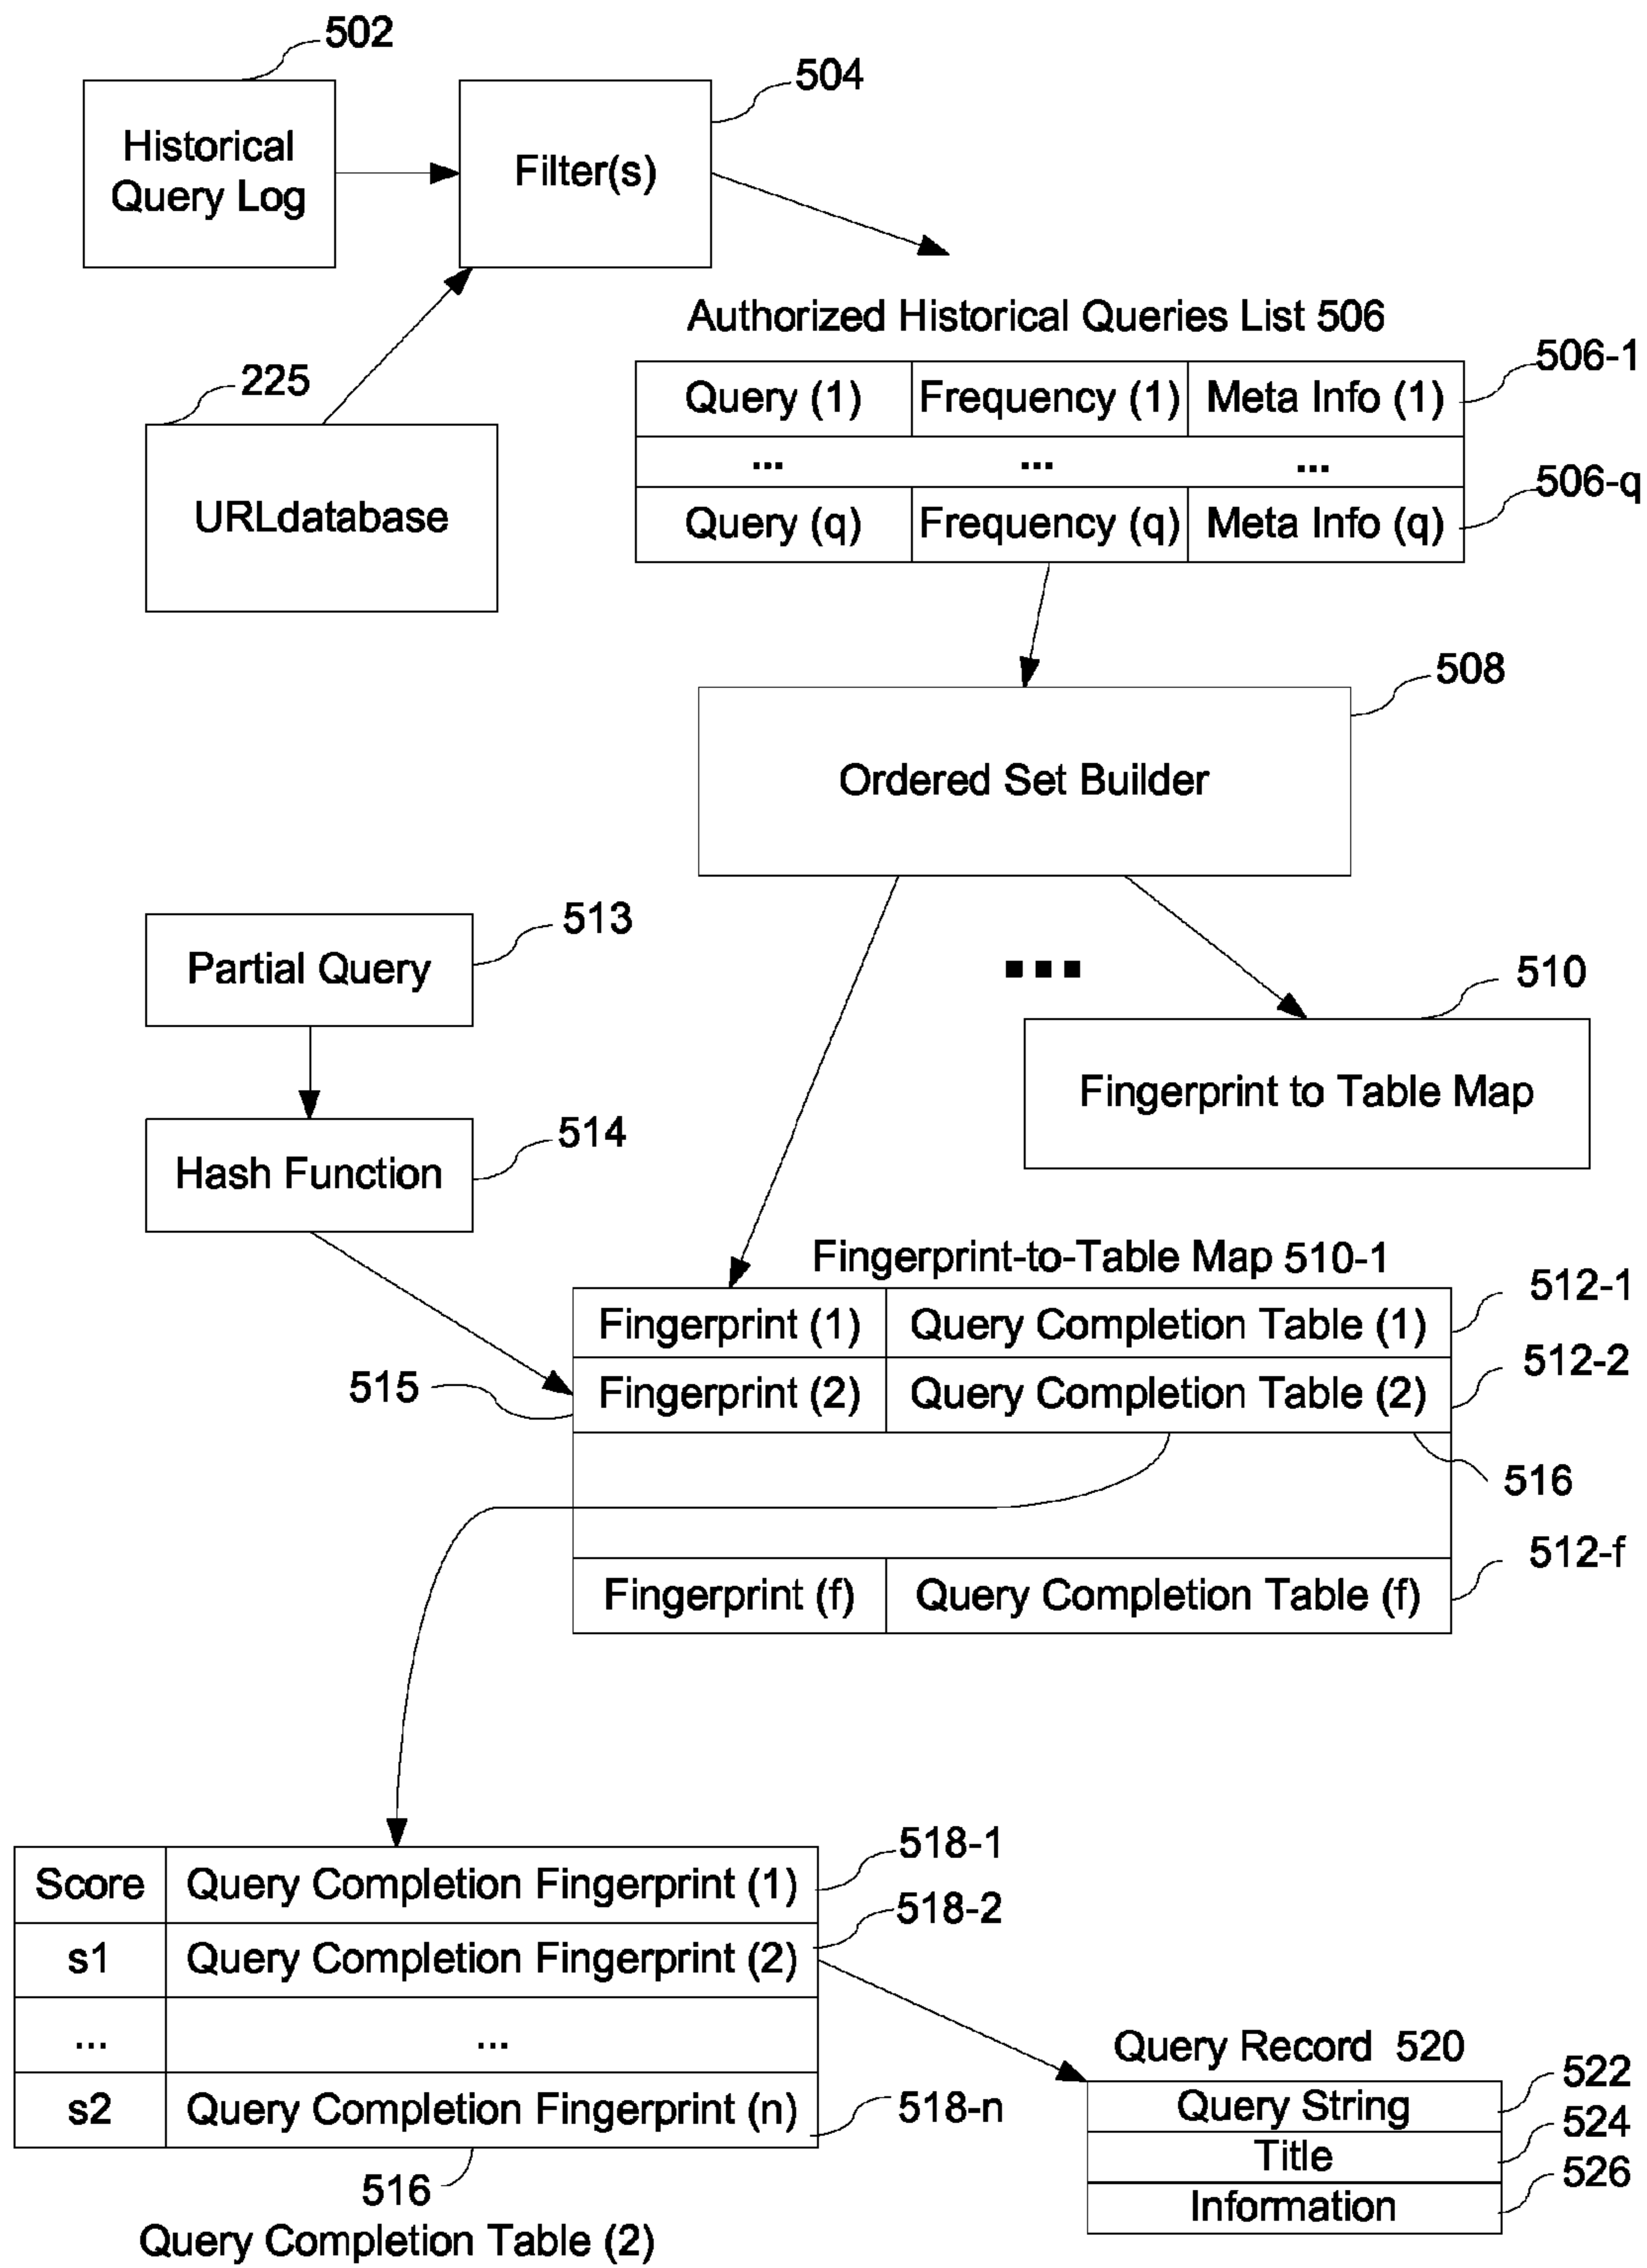 502
504
Historical
Query Log
Filter(s)
225
URLdatabase
Authorized Historical Queries List 506
506-1
Query (1) Frequency (1) Meta Info (1)
... ... ...
506-q
Query (q) Frequency (q) Meta Info (q)
508
Ordered Set Builder
513
Partial Query
...
510
Fingerprint to Table Map
514
Hash Function
Fingerprint-to-Table Map 510-1
512-1
Fingerprint (1) Query Completion Table (1)
512-2
515
Fingerprint (2) Query Completion Table (2)
516
512-f
Fingerprint (f) Query Completion Table (f)
518-1
Score Query Completion Fingerprint (1)
518-2
s1 Query Completion Fingerprint (2)
... ...
s2 Query Completion Fingerprint (n)
518-n
516
Query Completion Table (2)
Query Record 520
522
Query String
524
Title
526
Information